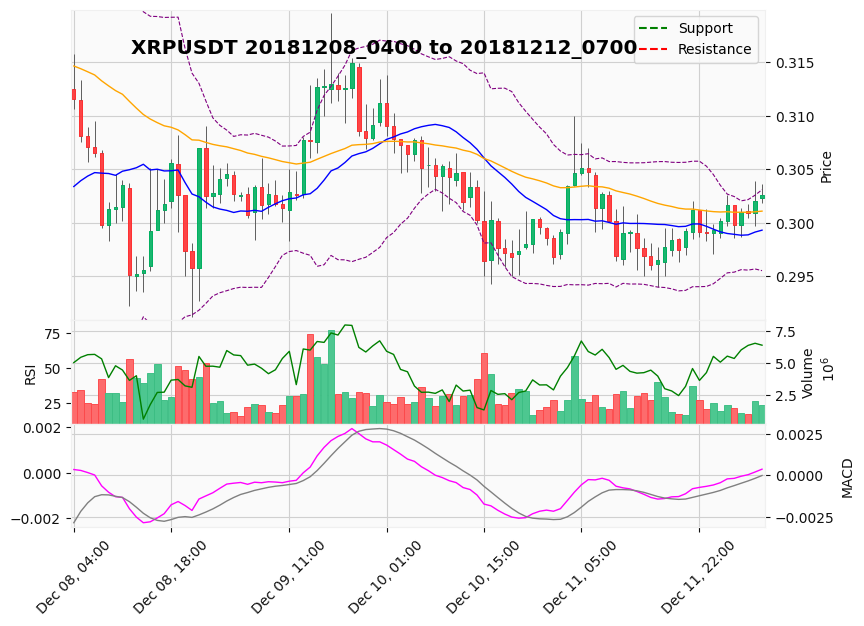 XRPUSDT 20181208_0400 to 20181212_0700
Support
Resistance
0.315
0.310
0.305
0.300
0.295
Price
75
50
25
RSI
7.5
5.0
2.5
Volume
10^6
0.002
0.000
−0.002
0.0025
0.0000
−0.0025
MACD
Dec 08, 04:00
Dec 08, 18:00
Dec 09, 11:00
Dec 10, 01:00
Dec 10, 15:00
Dec 11, 05:00
Dec 11, 22:00